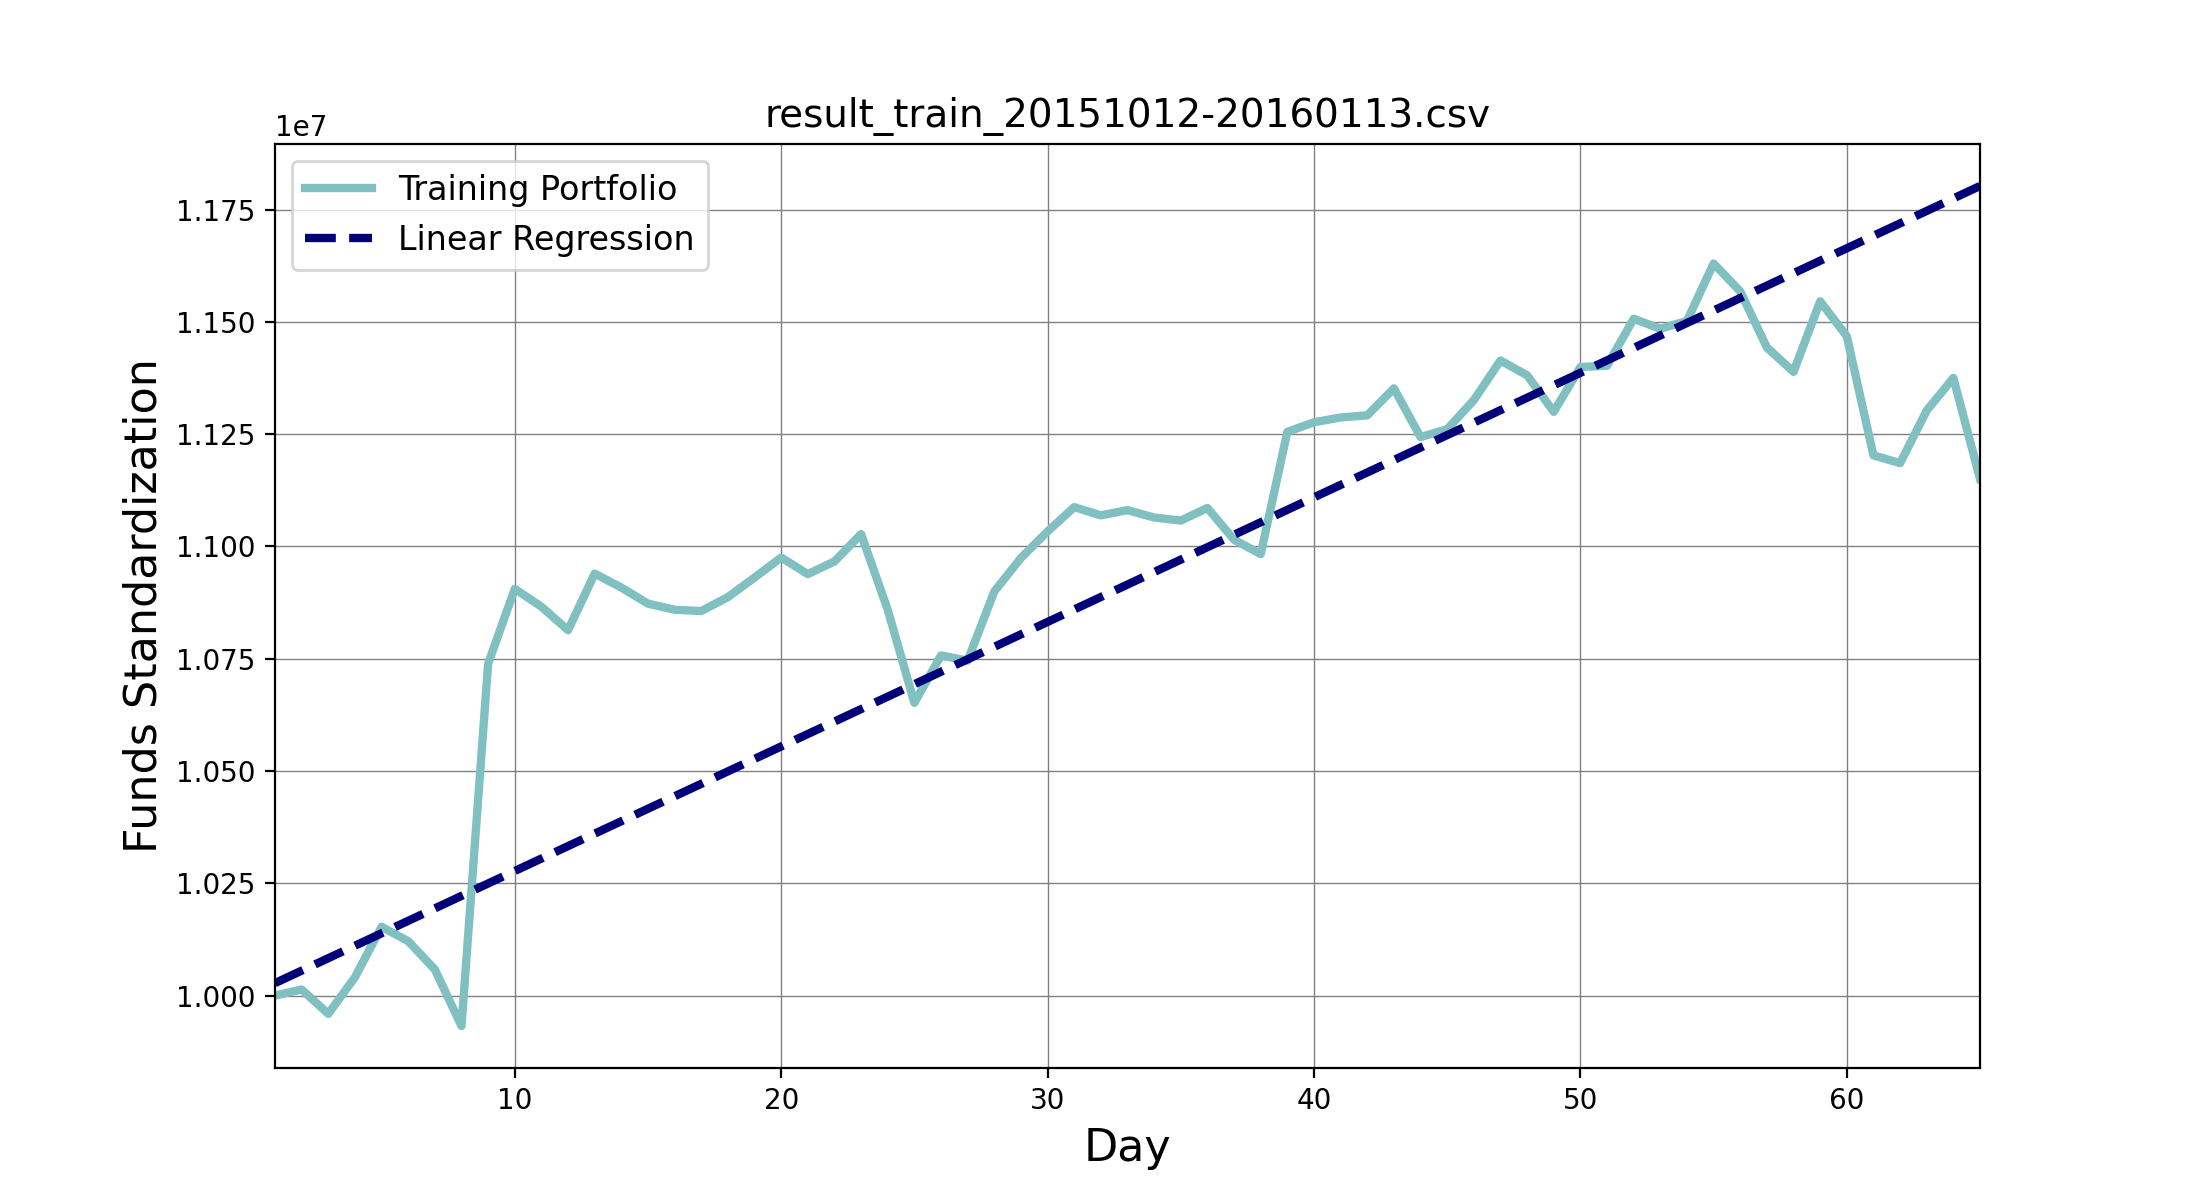 result_train_20151012-20160113.csv
1e7
Training Portfolio
Linear Regression
1.175
1.150
1.125
1.100
1.075
1.050
1.025
1.000
Funds Standardization
10 20 30 40 50 60
Day